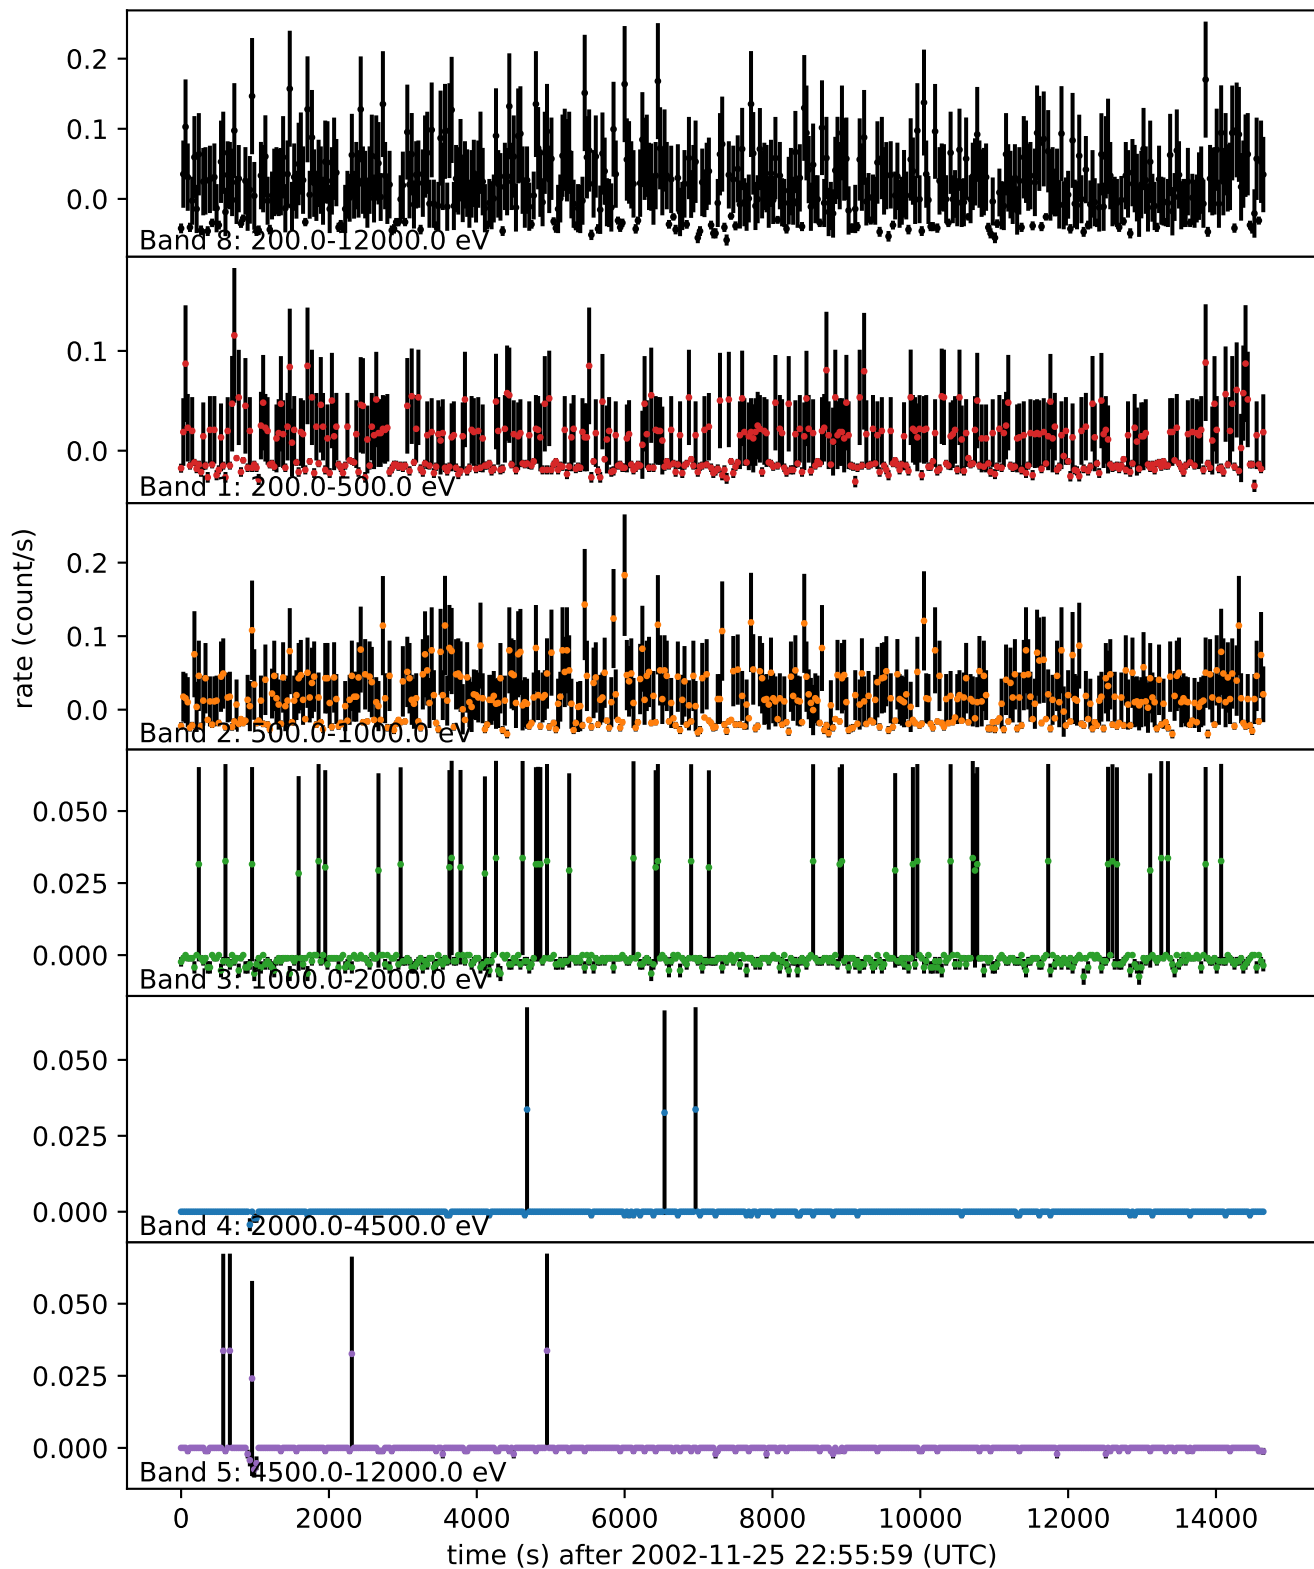 0.2
0.1
0.0
Band 8: 200.0-12000.0 eV
0.1
0.0
Band 1: 200.0-500.0 eV
rate (count/s)
0.2
0.1
0.0
Band 2: 500.0-1000.0 eV
0.050
0.025
0.000
Band 3: 1000.0-2000.0 eV
0.050
0.025
0.000
Band 4: 2000.0-4500.0 eV
0.050
0.025
0.000
Band 5: 4500.0-12000.0 eV
0 2000 4000 6000 8000 10000 12000 14000
time (s) after 2002-11-25 22:55:59 (UTC)